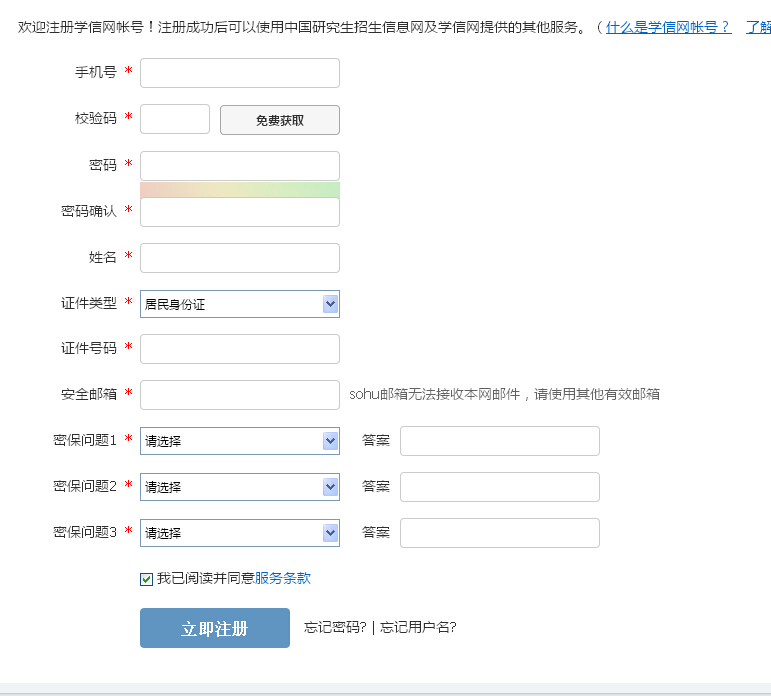 欢迎注册学信网帐号！注册成功后可以使用中国研究生招生信息网及学信网提供的其他服务。（什么是学信网帐号？ 了解
手机号 *
校验码 * 免费获取
密码 *
密码确认 *
姓名 *
证件类型 * 居民身份证
证件号码 *
安全邮箱 * sohu邮箱无法接收本网邮件，请使用其他有效邮箱
密保问题1 * 请选择 答案
密保问题2 * 请选择 答案
密保问题3 * 请选择 答案
我已阅读并同意服务条款
立即注册 忘记密码? | 忘记用户名?